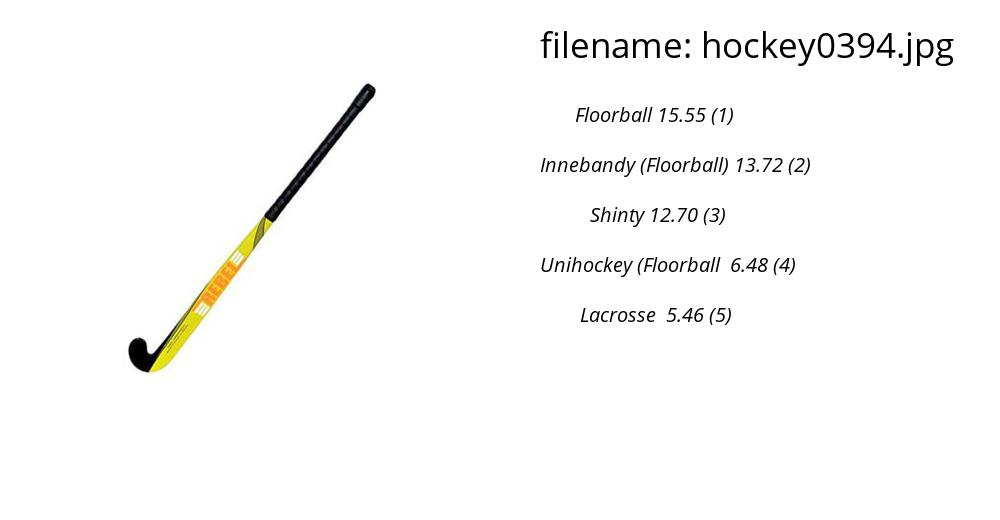 filename: hockey0394.jpg
Floorball 15.55 (1)
Innebandy (Floorball) 13.72 (2)
Shinty 12.70 (3)
Unihockey (Floorball  6.48 (4)
Lacrosse  5.46 (5)
REBEL